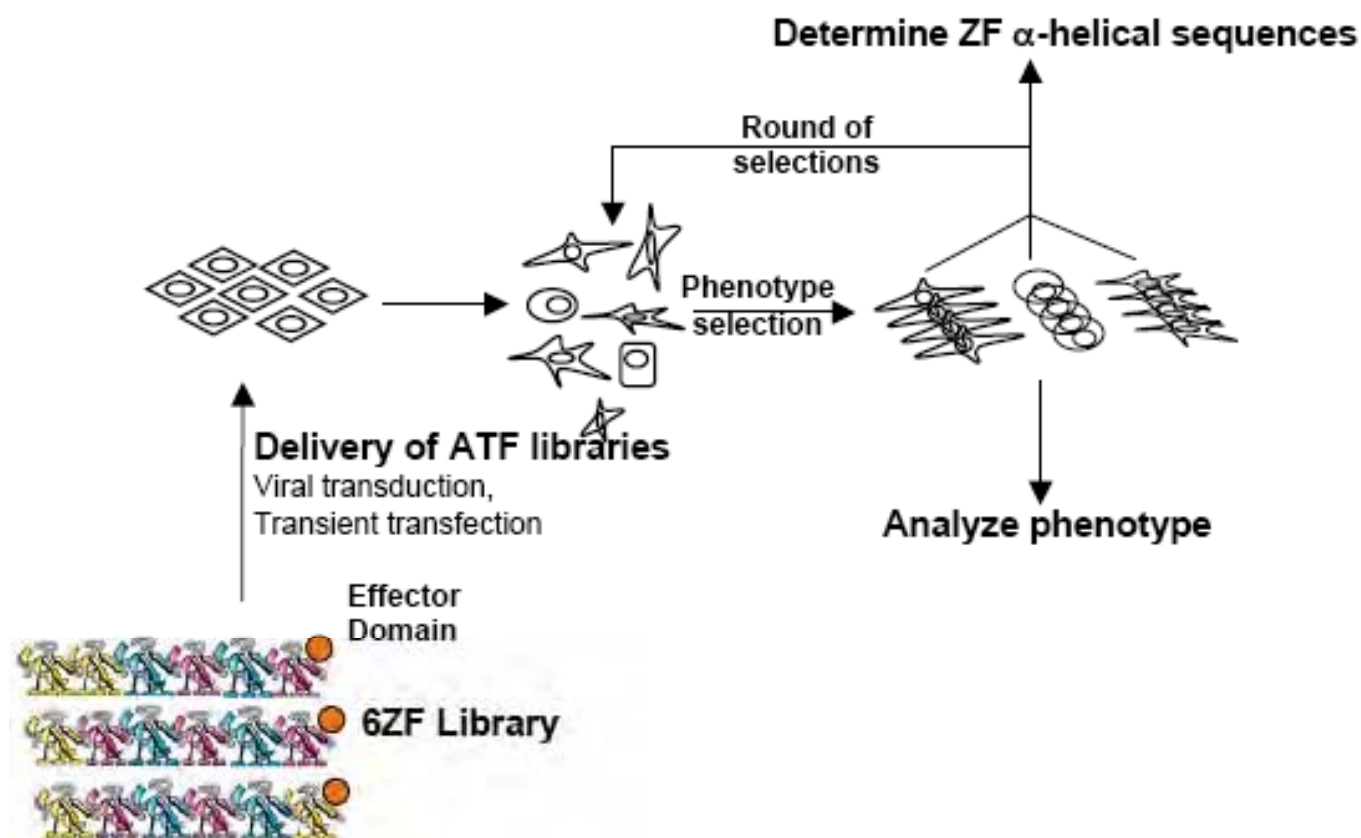 Determine ZF α-helical sequences
Round of
selections
Phenotype
selection
Delivery of ATF libraries
Viral transduction,
Transient transfection
Analyze phenotype
Effector
Domain
6ZF Library